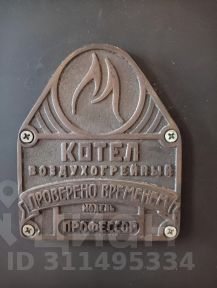 КОТЕЛ
ВОЗДУХОГРЕЙНЫЙ
ПРОВЕРЕНО ВРЕМЕНЕМ
МОДЕЛЬ
ПРОФЕССОР
ID 311495334